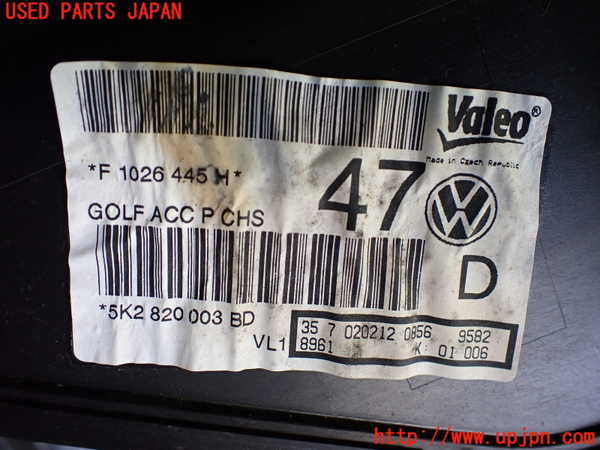 USED PARTS JAPAN
Valeo®
Made in Czech Republic
*F 1026 445 H*
47
GOLF ACC P CHS
D
*5K2 820 003 BD
VL1
35 7 020212 0856 9582
8961 K: 01 006
http://www.upjpn.com/